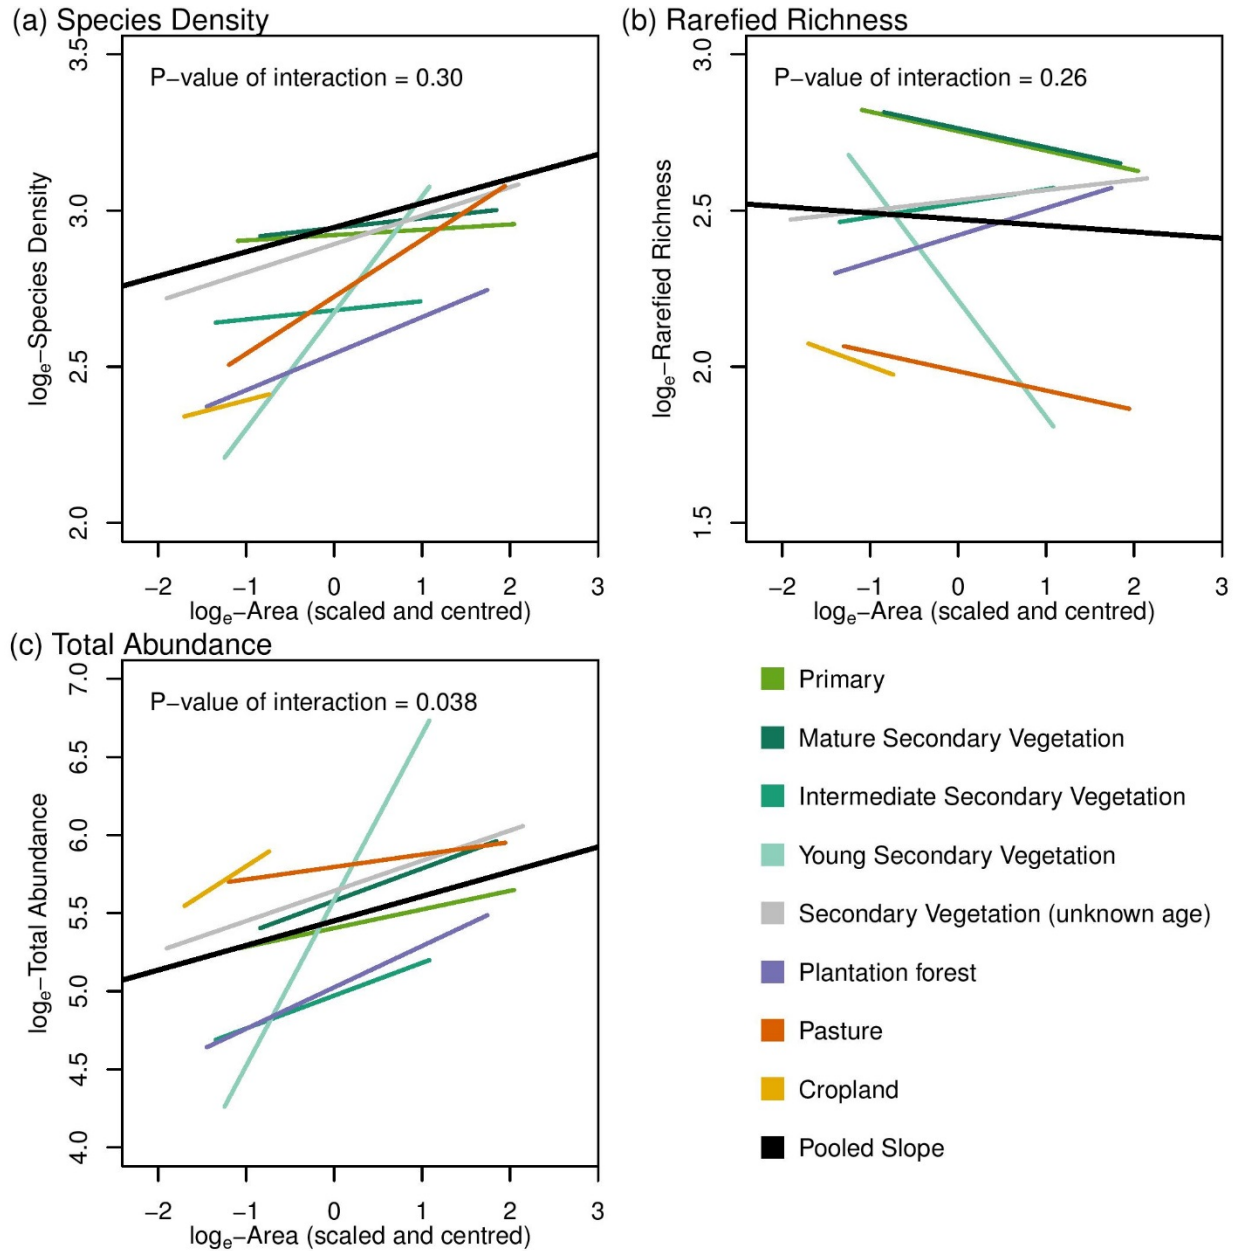 (a) Species Density
P−value of interaction = 0.30
logₑ−Species Density
3.5
3.0
2.5
2.0
−2 −1 0 1 2 3
logₑ−Area (scaled and centred)
(b) Rarefied Richness
P−value of interaction = 0.26
logₑ−Rarefied Richness
3.0
2.5
2.0
1.5
−2 −1 0 1 2 3
logₑ−Area (scaled and centred)
(c) Total Abundance
P−value of interaction = 0.038
logₑ−Total Abundance
7.0
6.5
6.0
5.5
5.0
4.5
4.0
−2 −1 0 1 2 3
logₑ−Area (scaled and centred)
Primary
Mature Secondary Vegetation
Intermediate Secondary Vegetation
Young Secondary Vegetation
Secondary Vegetation (unknown age)
Plantation forest
Pasture
Cropland
Pooled Slope